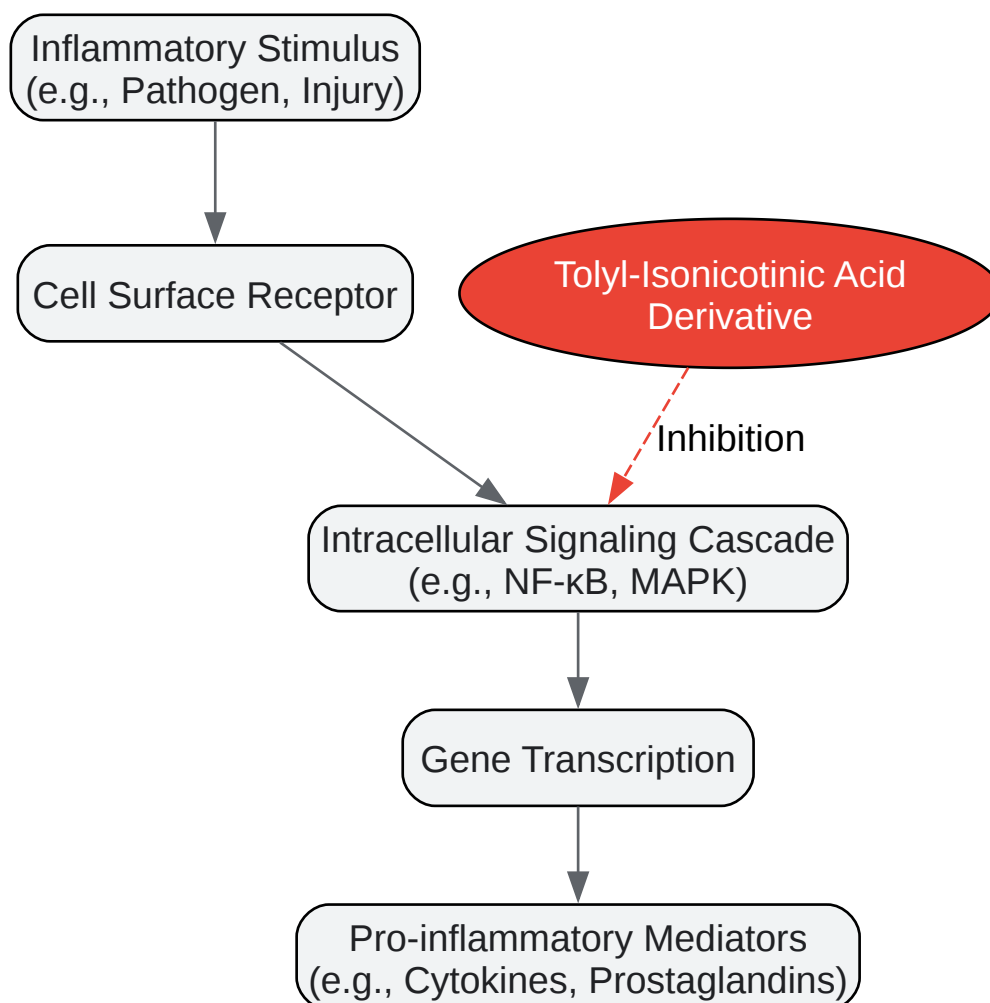 Inflammatory Stimulus
(e.g., Pathogen, Injury)
Cell Surface Receptor
Tolyl-Isonicotinic Acid
Derivative
Inhibition
Intracellular Signaling Cascade
(e.g., NF-κB, MAPK)
Gene Transcription
Pro-inflammatory Mediators
(e.g., Cytokines, Prostaglandins)